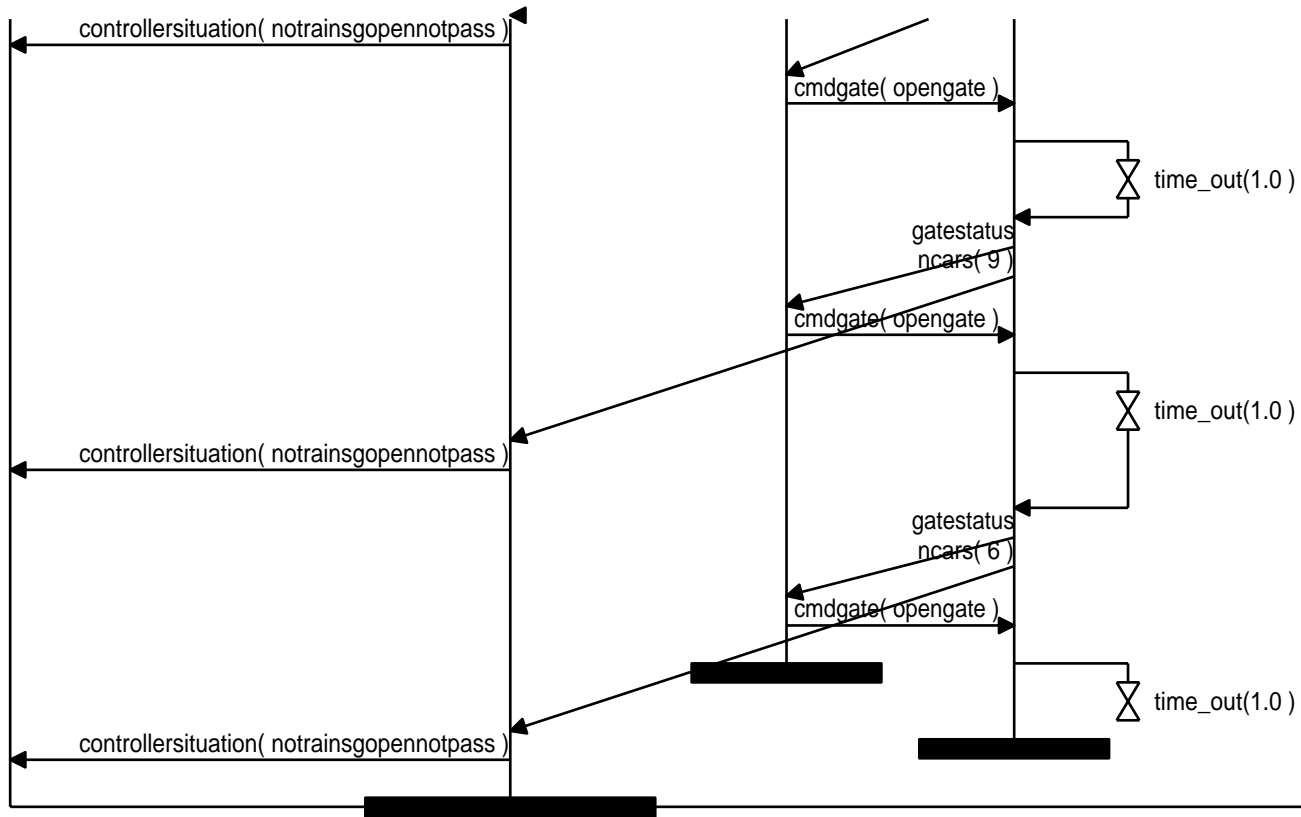 controllersituation( notrainsgopennotpass )
cmdgate( opengate )
time_out(1.0 )
gatestatus
ncars( 9 )
cmdgate( opengate )
time_out(1.0 )
controllersituation( notrainsgopennotpass )
gatestatus
ncars( 6 )
cmdgate( opengate )
time_out(1.0 )
controllersituation( notrainsgopennotpass )